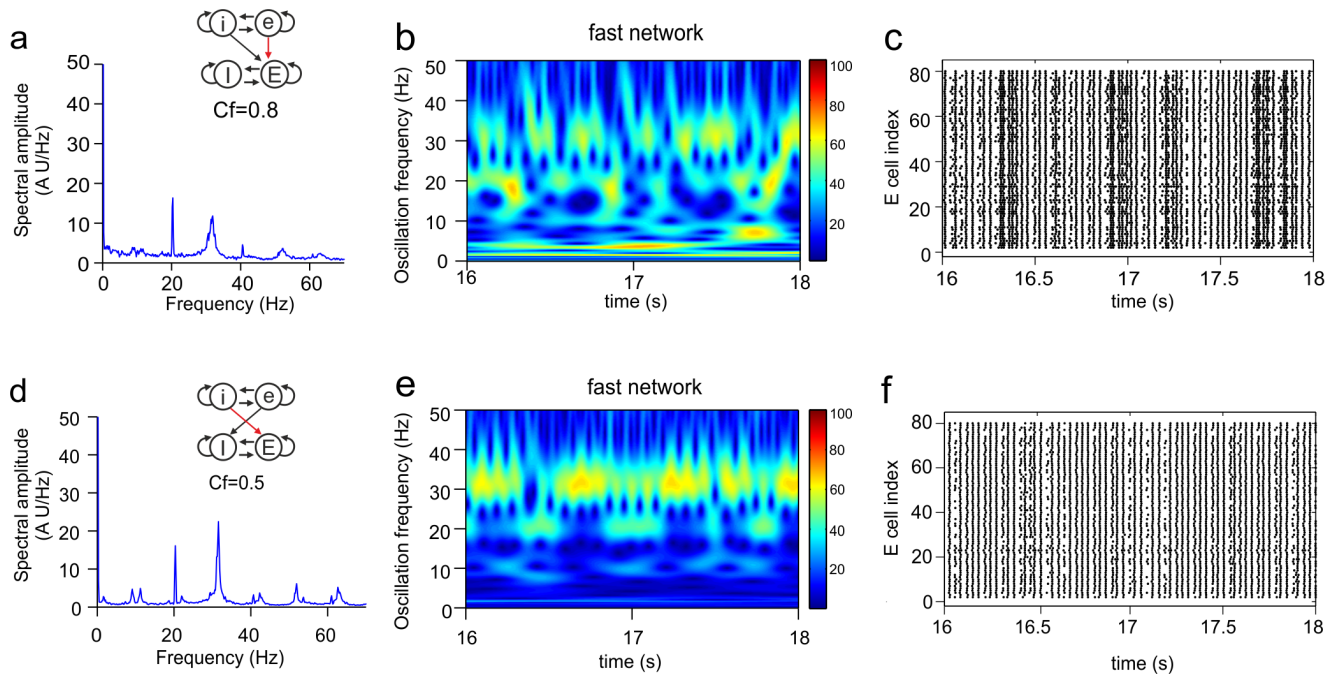 a
i e
I E
Cf=0.8
Spectral amplitude
(A U/Hz)
50
40
30
20
10
0
0 20 40 60
Frequency (Hz)
b
fast network
Oscillation frequency (Hz)
50
40
30
20
10
0
16 17 18
time (s)
100
80
60
40
20
c
E cell index
80
60
40
20
0
16 16.5 17 17.5 18
time (s)
d
i e
I E
Cf=0.5
Spectral amplitude
(A U/Hz)
50
40
30
20
10
0
0 20 40 60
Frequency (Hz)
e
fast network
Oscillation frequency (Hz)
50
40
30
20
10
0
16 17 18
time (s)
100
80
60
40
20
f
E cell index
80
60
40
20
0
16 16.5 17 17.5 18
time (s)